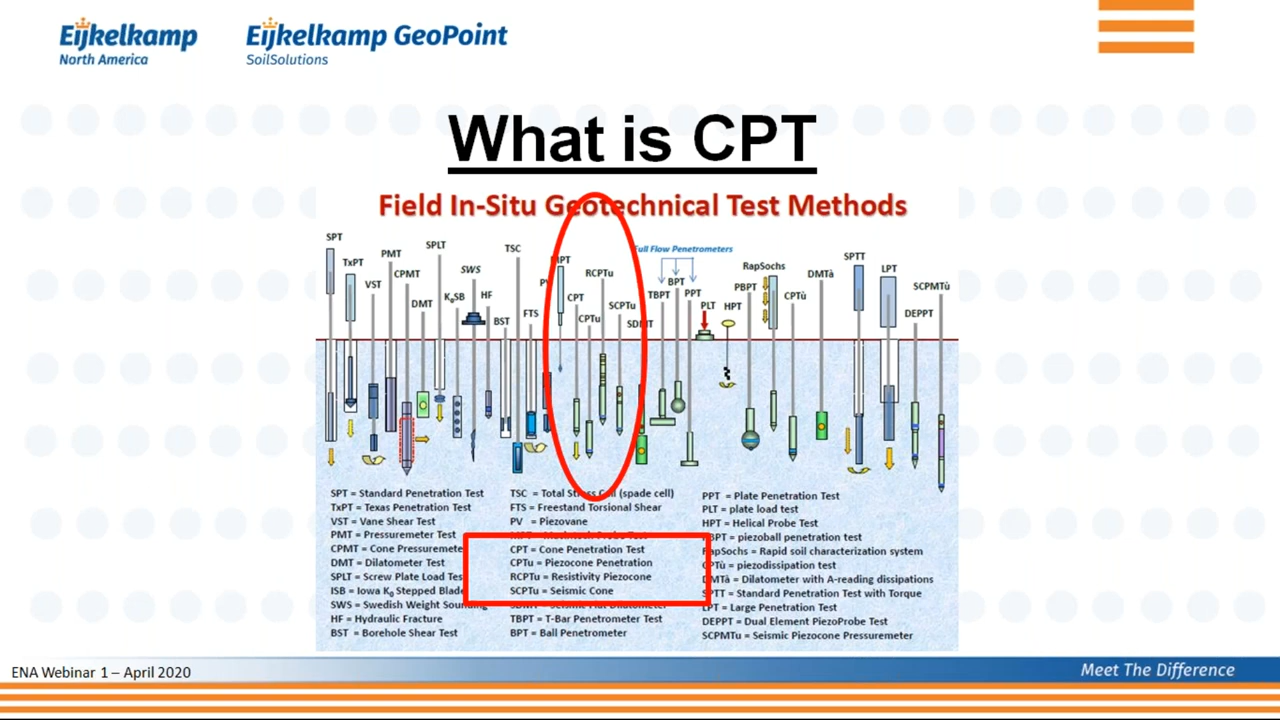 Eijkelkamp Eijkelkamp GeoPoint
North America SoilSolutions
What is CPT
Field In-Situ Geotechnical Test Methods
SPT
TxPT
VST
PMT
CPMT
DMT
SPLT
K0SB
SWS
HF
BST
TSC
FTS
CPT
CPTu
RCPTu
SCPTu
Full Flow Penetrometers
TBPT
BPT
PPT
PLT
HPT
PBPT
RapSochs
CPTù
DMTà
SPTT
LPT
DEPPT
SCPMTù
SPT = Standard Penetration Test
TxPT = Texas Penetration Test
VST = Vane Shear Test
PMT = Pressuremeter Test
CPMT = Cone Pressuremete
DMT = Dilatometer Test
SPLT = Screw Plate Load Tes
ISB = Iowa K0 Stepped Blade
SWS = Swedish Weight Sounding
HF = Hydraulic Fracture
BST = Borehole Shear Test
TSC = Total Stress Cell (spade cell)
FTS = Freestand Torsional Shear
PV = Piezovane
CPT = Cone Penetration Test
CPTu = Piezocone Penetration
RCPTu = Resistivity Piezocone
SCPTu = Seismic Cone
TBPT = T-Bar Penetrometer Test
BPT = Ball Penetrometer
PPT = Plate Penetration Test
PLT = plate load test
HPT = Helical Probe Test
PBPT = piezoball penetration test
RapSochs = Rapid soil characterization system
CPTù = piezodissipation test
DMTà = Dilatometer with A-reading dissipations
SPTT = Standard Penetration Test with Torque
LPT = Large Penetration Test
DEPPT = Dual Element PiezoProbe Test
SCPMTu = Seismic Piezocone Pressuremeter
ENA Webinar 1 – April 2020
Meet The Difference